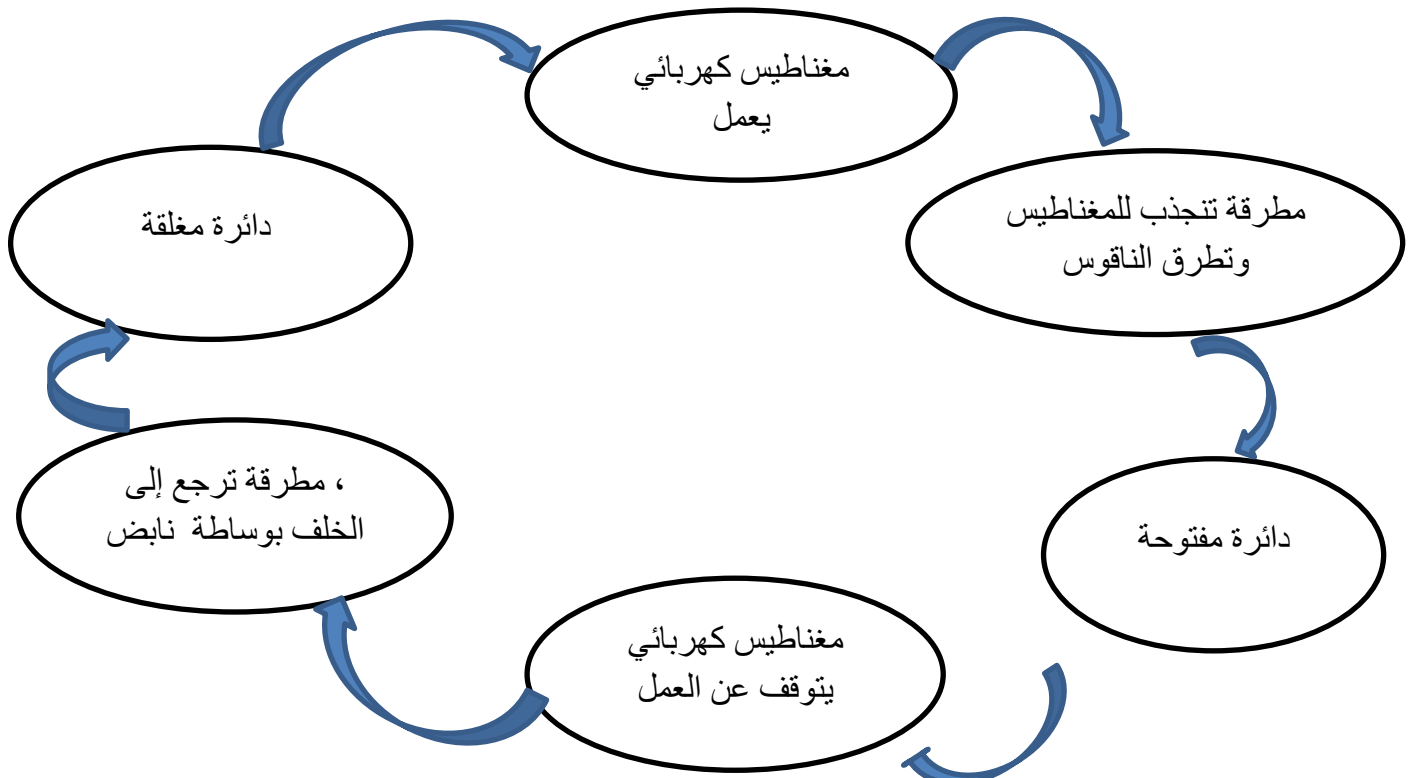 مغناطيس كهربائي
يعمل
مطرقة تنجذب للمغناطيس
وتطرق الناقوس
دائرة مفتوحة
مغناطيس كهربائي
يتوقف عن العمل
، مطرقة ترجع إلى
الخلف بوساطة نابض
دائرة مغلقة